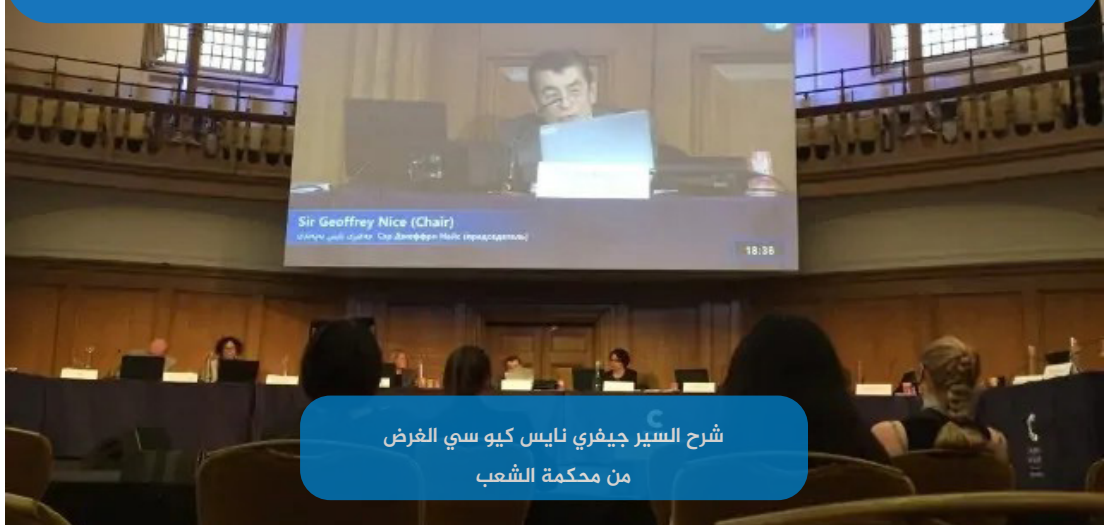 Sir Geoffrey Nice (Chair)
Сэр Джеффри Найс (председатель)
18:36
شرح السير جيفري نايس كيو سي الغرض
من محكمة الشعب